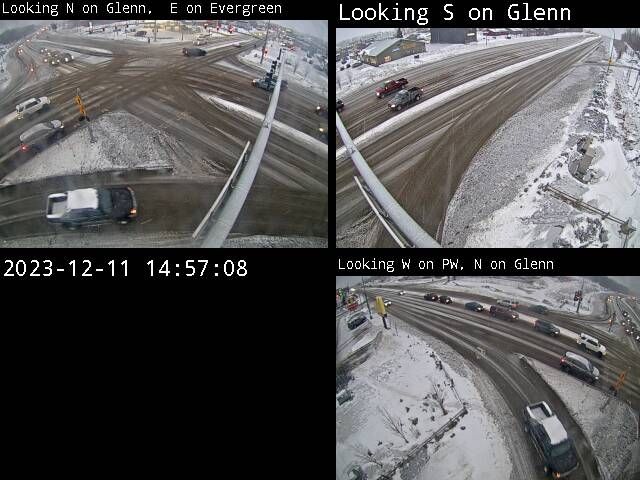 Looking N on Glenn,  E on Evergreen
Looking S on Glenn
2023-12-11 14:57:08
Looking W on PW, N on Glenn